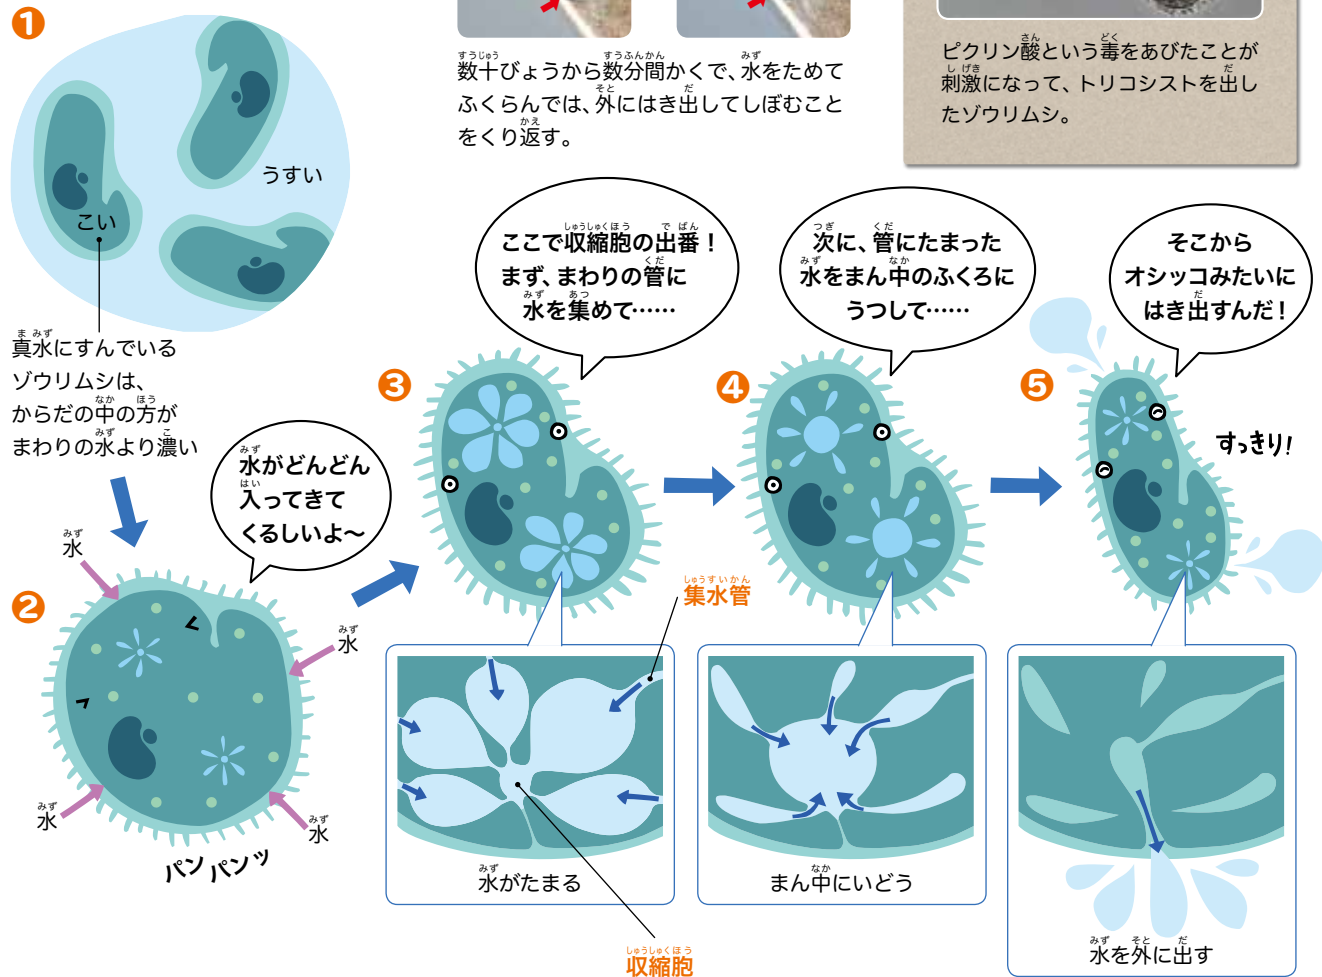 数十びょうから数分間かくで、水をためて
ふくらんでは、外にはき出してしぼむこと
をくり返す。
ピクリン酸という毒をあびたことが
刺激になって、トリコシストを出し
たゾウリムシ。
1
うすい
こい
真水にすんでいる
ゾウリムシは、
からだの中の方が
まわりの水より濃い
2
水がどんどん
入ってきて
くるしいよ〜
水
水
水
水
パンパンッ
3
ここで収縮胞の出番！
まず、まわりの管に
水を集めて……
集水管
水がたまる
収縮胞
4
次に、管にたまった
水をまん中のふくろに
うつして……
まん中にいどう
5
そこから
オシッコみたいに
はき出すんだ！
すっきり！
水を外に出す